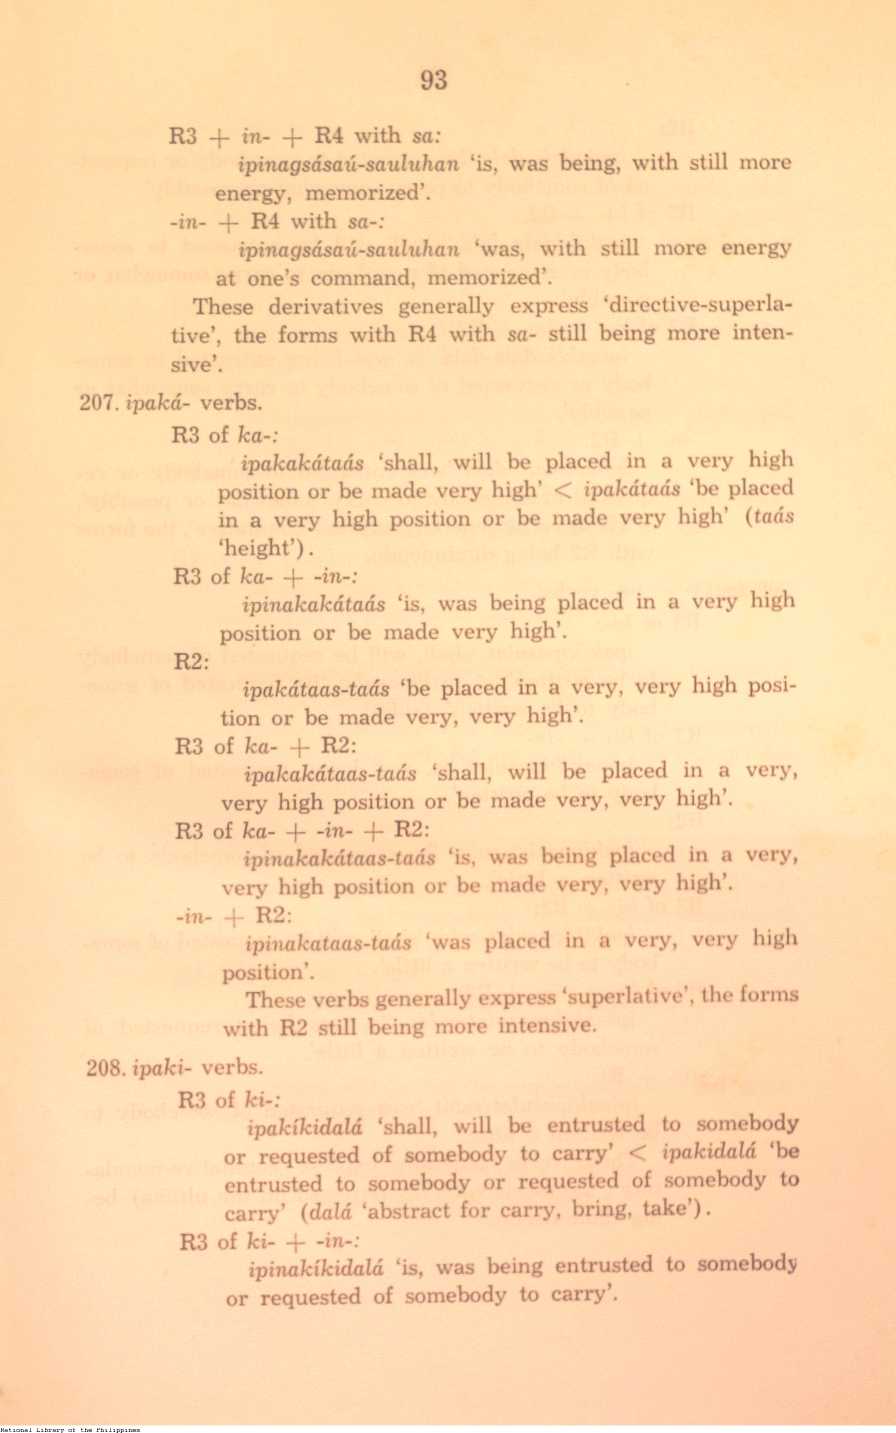 93
R3 + in- + R4 with sa:
ipinagsásaú-sauluhan ‘is, was being, with still more
energy, memorized’.
-in- + R4 with sa-:
ipinagsásaú-sauluhan ‘was, with still more energy
at one’s command, memorized’.
These derivatives generally express ‘directive-superla-
tive’, the forms with R4 with sa- still being more inten-
sive’.
207. ipaká- verbs.
R3 of ka-:
ipakakátaás ‘shall, will be placed in a very high
position or be made very high’ < ipakátaás ‘be placed
in a very high position or be made very high’ (taás
‘height’).
R3 of ka- + -in-:
ipinakakátaás ‘is, was being placed in a very high
position or be made very high’.
R2:
ipakátaas-taás ‘be placed in a very, very high posi-
tion or be made very, very high’.
R3 of ka- + R2:
ipakakátaas-taás ‘shall, will be placed in a very,
very high position or be made very, very high’.
R3 of ka- + -in- + R2:
ipinakakátaas-taás ‘is, was being placed in a very,
very high position or be made very, very high’.
-in- + R2:
ipinakataas-taás ‘was placed in a very, very high
position’.
These verbs generally express ‘superlative’, the forms
with R2 still being more intensive.
208. ipaki- verbs.
R3 of ki-:
ipakíkidalá ‘shall, will be entrusted to somebody
or requested of somebody to carry’ < ipakidalá ‘be
entrusted to somebody or requested of somebody to
carry’ (dalá ‘abstract for carry, bring, take’).
R3 of ki- + -in-:
ipinakíkidalá ‘is, was being entrusted to somebody
or requested of somebody to carry’.
National Library of the Philippines